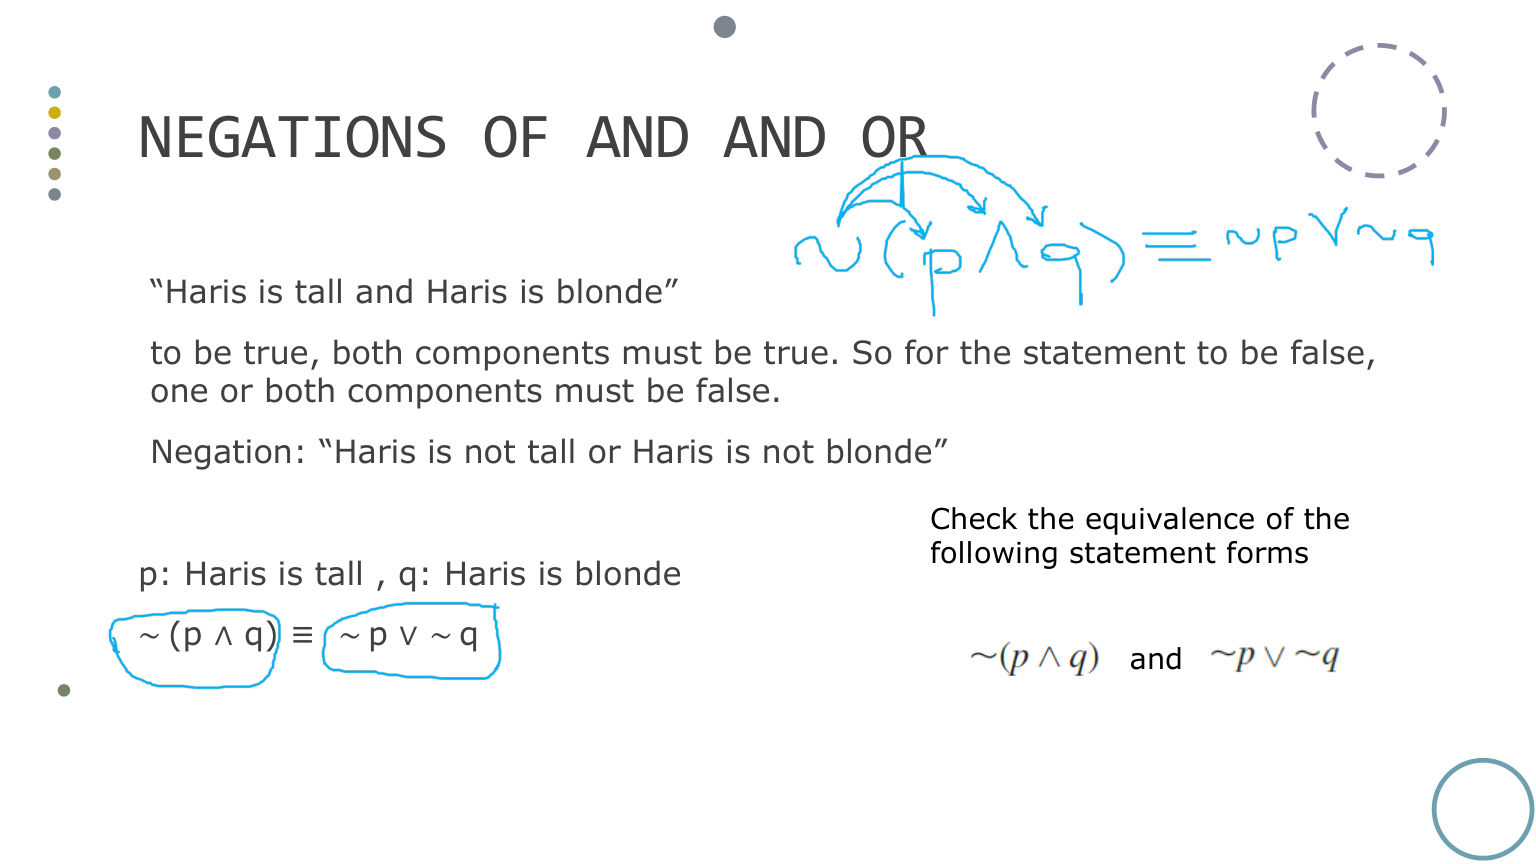 NEGATIONS OF AND AND OR
~(p∧q)≡~p∨~q
“Haris is tall and Haris is blonde”
to be true, both components must be true. So for the statement to be false,
one or both components must be false.
Negation: “Haris is not tall or Haris is not blonde”
Check the equivalence of the
following statement forms
p: Haris is tall , q: Haris is blonde
~ (p ∧ q) ≡ ~ p ∨ ~ q
~(p ∧ q) and ~p ∨ ~q